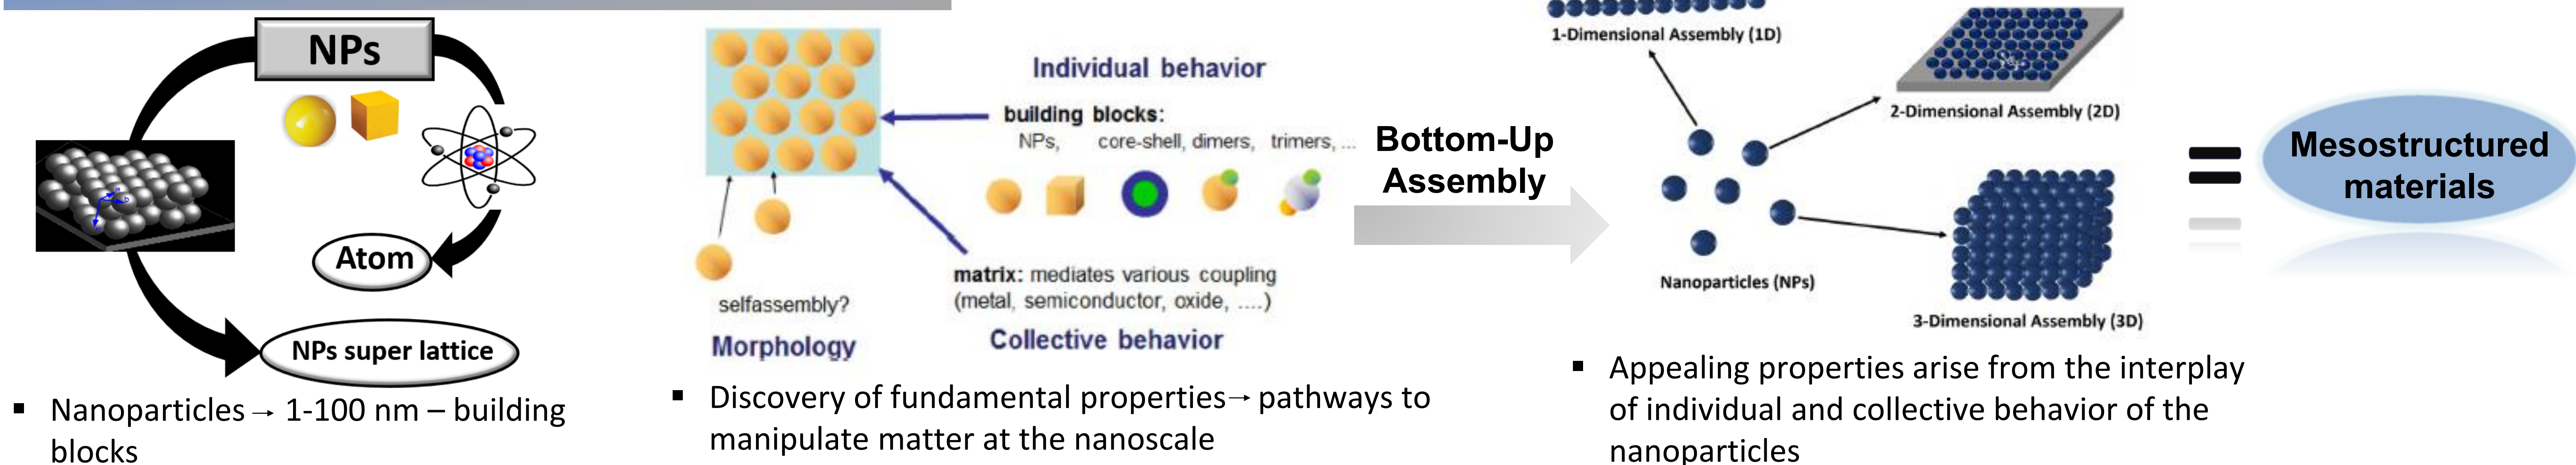 NPs
Atom
NPs super lattice
▪ Nanoparticles → 1-100 nm – building
blocks
Individual behavior
building blocks:
NPs, core-shell, dimers, trimers, ...
selfassembly?
Morphology
matrix: mediates various coupling
(metal, semiconductor, oxide, ....)
Collective behavior
▪ Discovery of fundamental properties→ pathways to
manipulate matter at the nanoscale
Bottom-Up
Assembly
1-Dimensional Assembly (1D)
2-Dimensional Assembly (2D)
Nanoparticles (NPs)
3-Dimensional Assembly (3D)
▪ Appealing properties arise from the interplay
of individual and collective behavior of the
nanoparticles
=
Mesostructured
materials